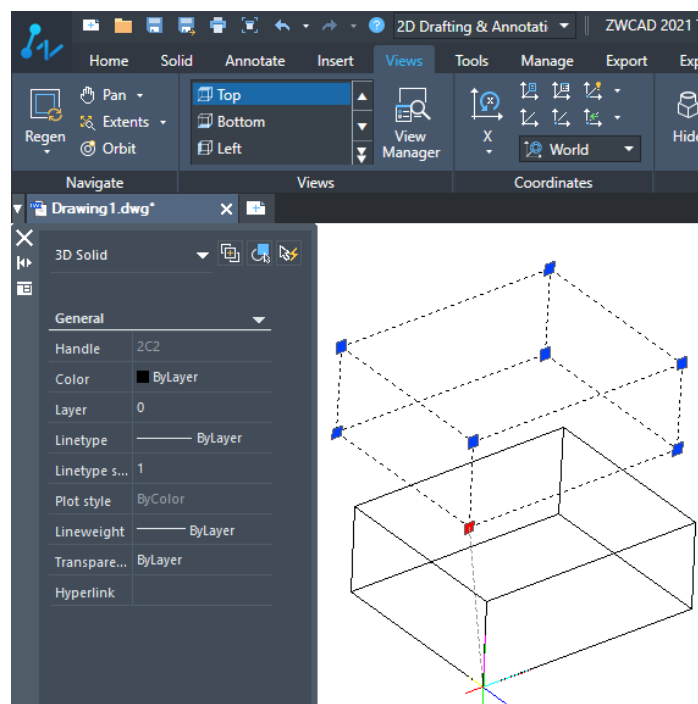 2D Drafting & Annotati
ZWCAD 2021
Home
Solid
Annotate
Insert
Views
Tools
Manage
Export
Exp
Regen
Pan
Extents
Orbit
Navigate
Top
Bottom
Left
View
Manager
Views
X
World
Coordinates
Hide
Drawing1.dwg*
3D Solid
General
Handle 2C2
Color ByLayer
Layer 0
Linetype ByLayer
Linetype s... 1
Plot style ByColor
Lineweight ByLayer
Transpare... ByLayer
Hyperlink